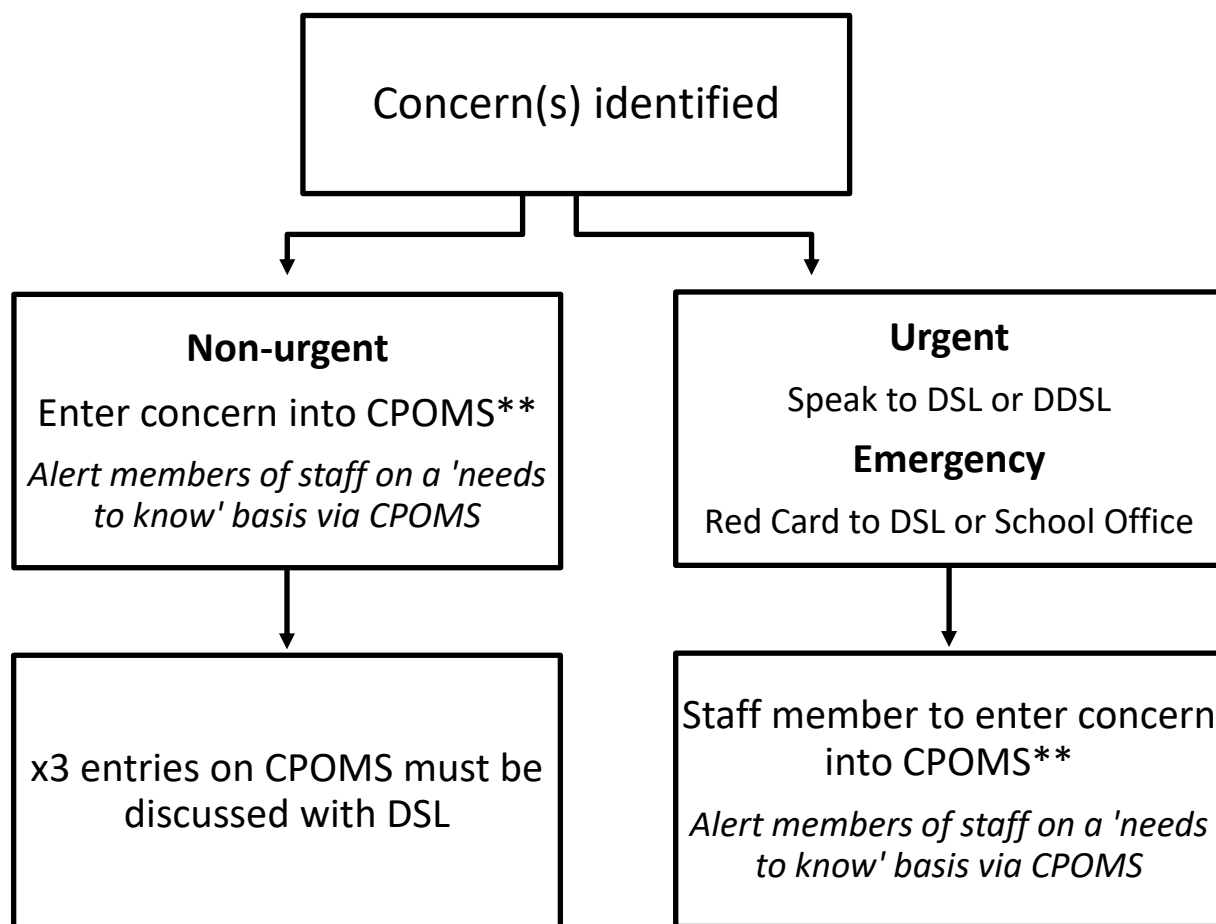 Concern(s) identified
Non-urgent
Enter concern into CPOMS**
Alert members of staff on a 'needs
to know' basis via CPOMS
Urgent
Speak to DSL or DDSL
Emergency
Red Card to DSL or School Office
x3 entries on CPOMS must be
discussed with DSL
Staff member to enter concern
into CPOMS**
Alert members of staff on a 'needs
to know' basis via CPOMS